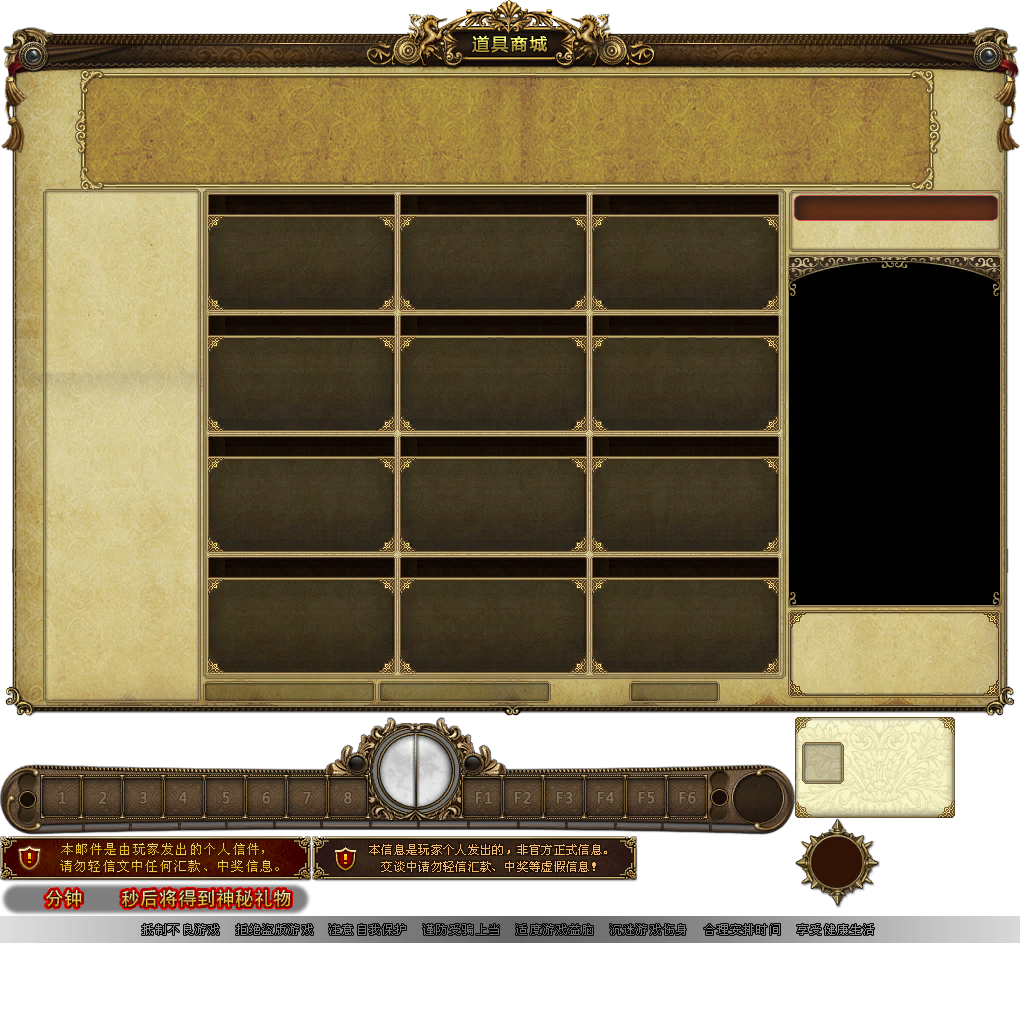 道具商城
1 2 3 4 5 6 7 8 F1 F2 F3 F4 F5 F6
本邮件是由玩家发出的个人信件,
请勿轻信文中任何汇款、中奖信息。
本信息是玩家个人发出的,非官方正式信息。
交谈中请勿轻信汇款、中奖等虚假信息!
分钟 秒后将得到神秘礼物
抵制不良游戏 拒绝盗版游戏 注意自我保护 谨防受骗上当 适度游戏益脑 沉迷游戏伤身 合理安排时间 享受健康生活